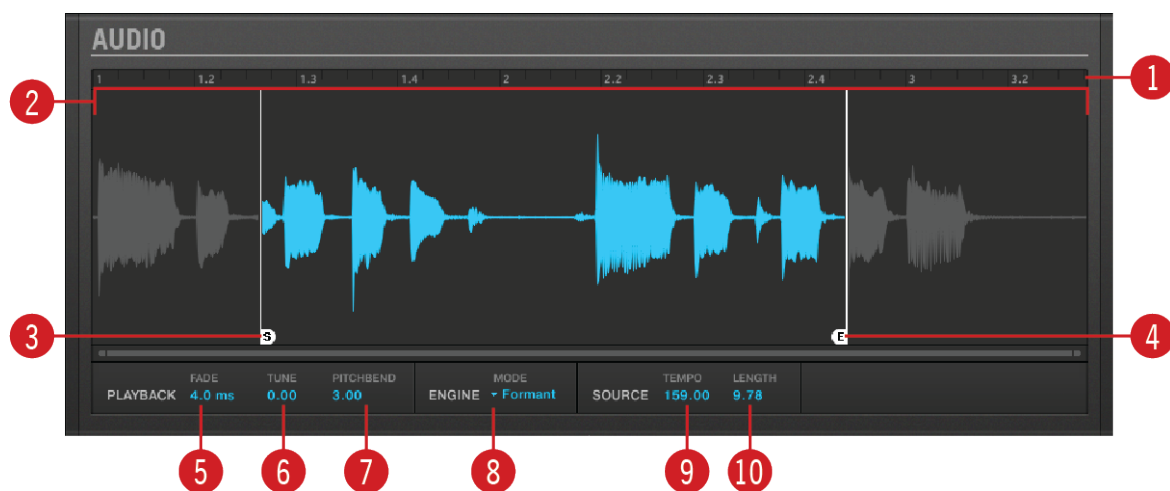 AUDIO
1 1.2 1.3 1.4 2 2.2 2.3 2.4 3 3.2
1
2
S
E
3
4
FADE TUNE PITCHBEND MODE TEMPO LENGTH
PLAYBACK 4.0 ms 0.00 3.00 ENGINE Formant SOURCE 159.00 9.78
5 6 7 8 9 10